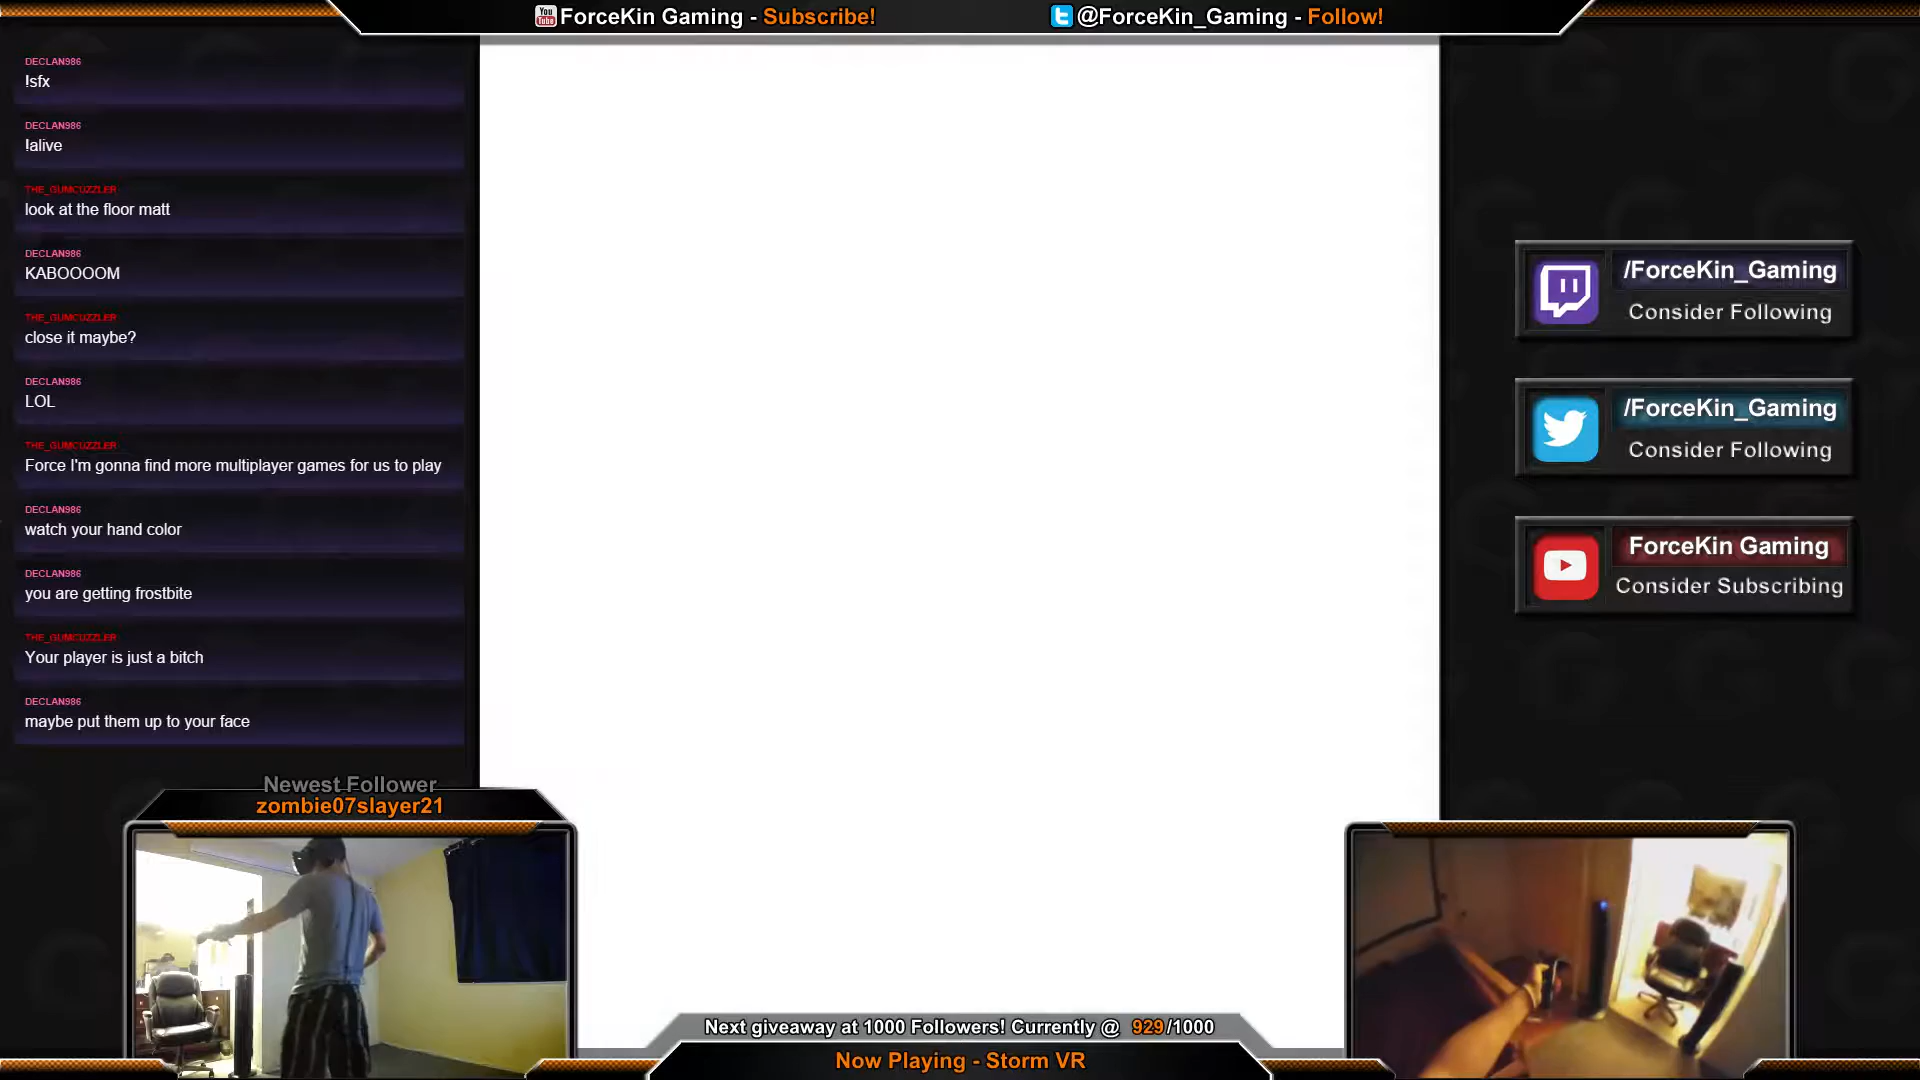 You Tube ForceKin Gaming - Subscribe!
@ForceKin_Gaming - Follow!
DECLAN986
!sfx
DECLAN986
!alive
THE_GUMCUZZLER
look at the floor matt
DECLAN986
KABOOOOM
THE_GUMCUZZLER
close it maybe?
DECLAN986
LOL
THE_GUMCUZZLER
Force I'm gonna find more multiplayer games for us to play
DECLAN986
watch your hand color
DECLAN986
you are getting frostbite
THE_GUMCUZZLER
Your player is just a bitch
DECLAN986
maybe put them up to your face
Newest Follower
zombie07slayer21
/ForceKin_Gaming
Consider Following
/ForceKin_Gaming
Consider Following
ForceKin Gaming
Consider Subscribing
Next giveaway at 1000 Followers! Currently @ 929/1000
Now Playing - Storm VR